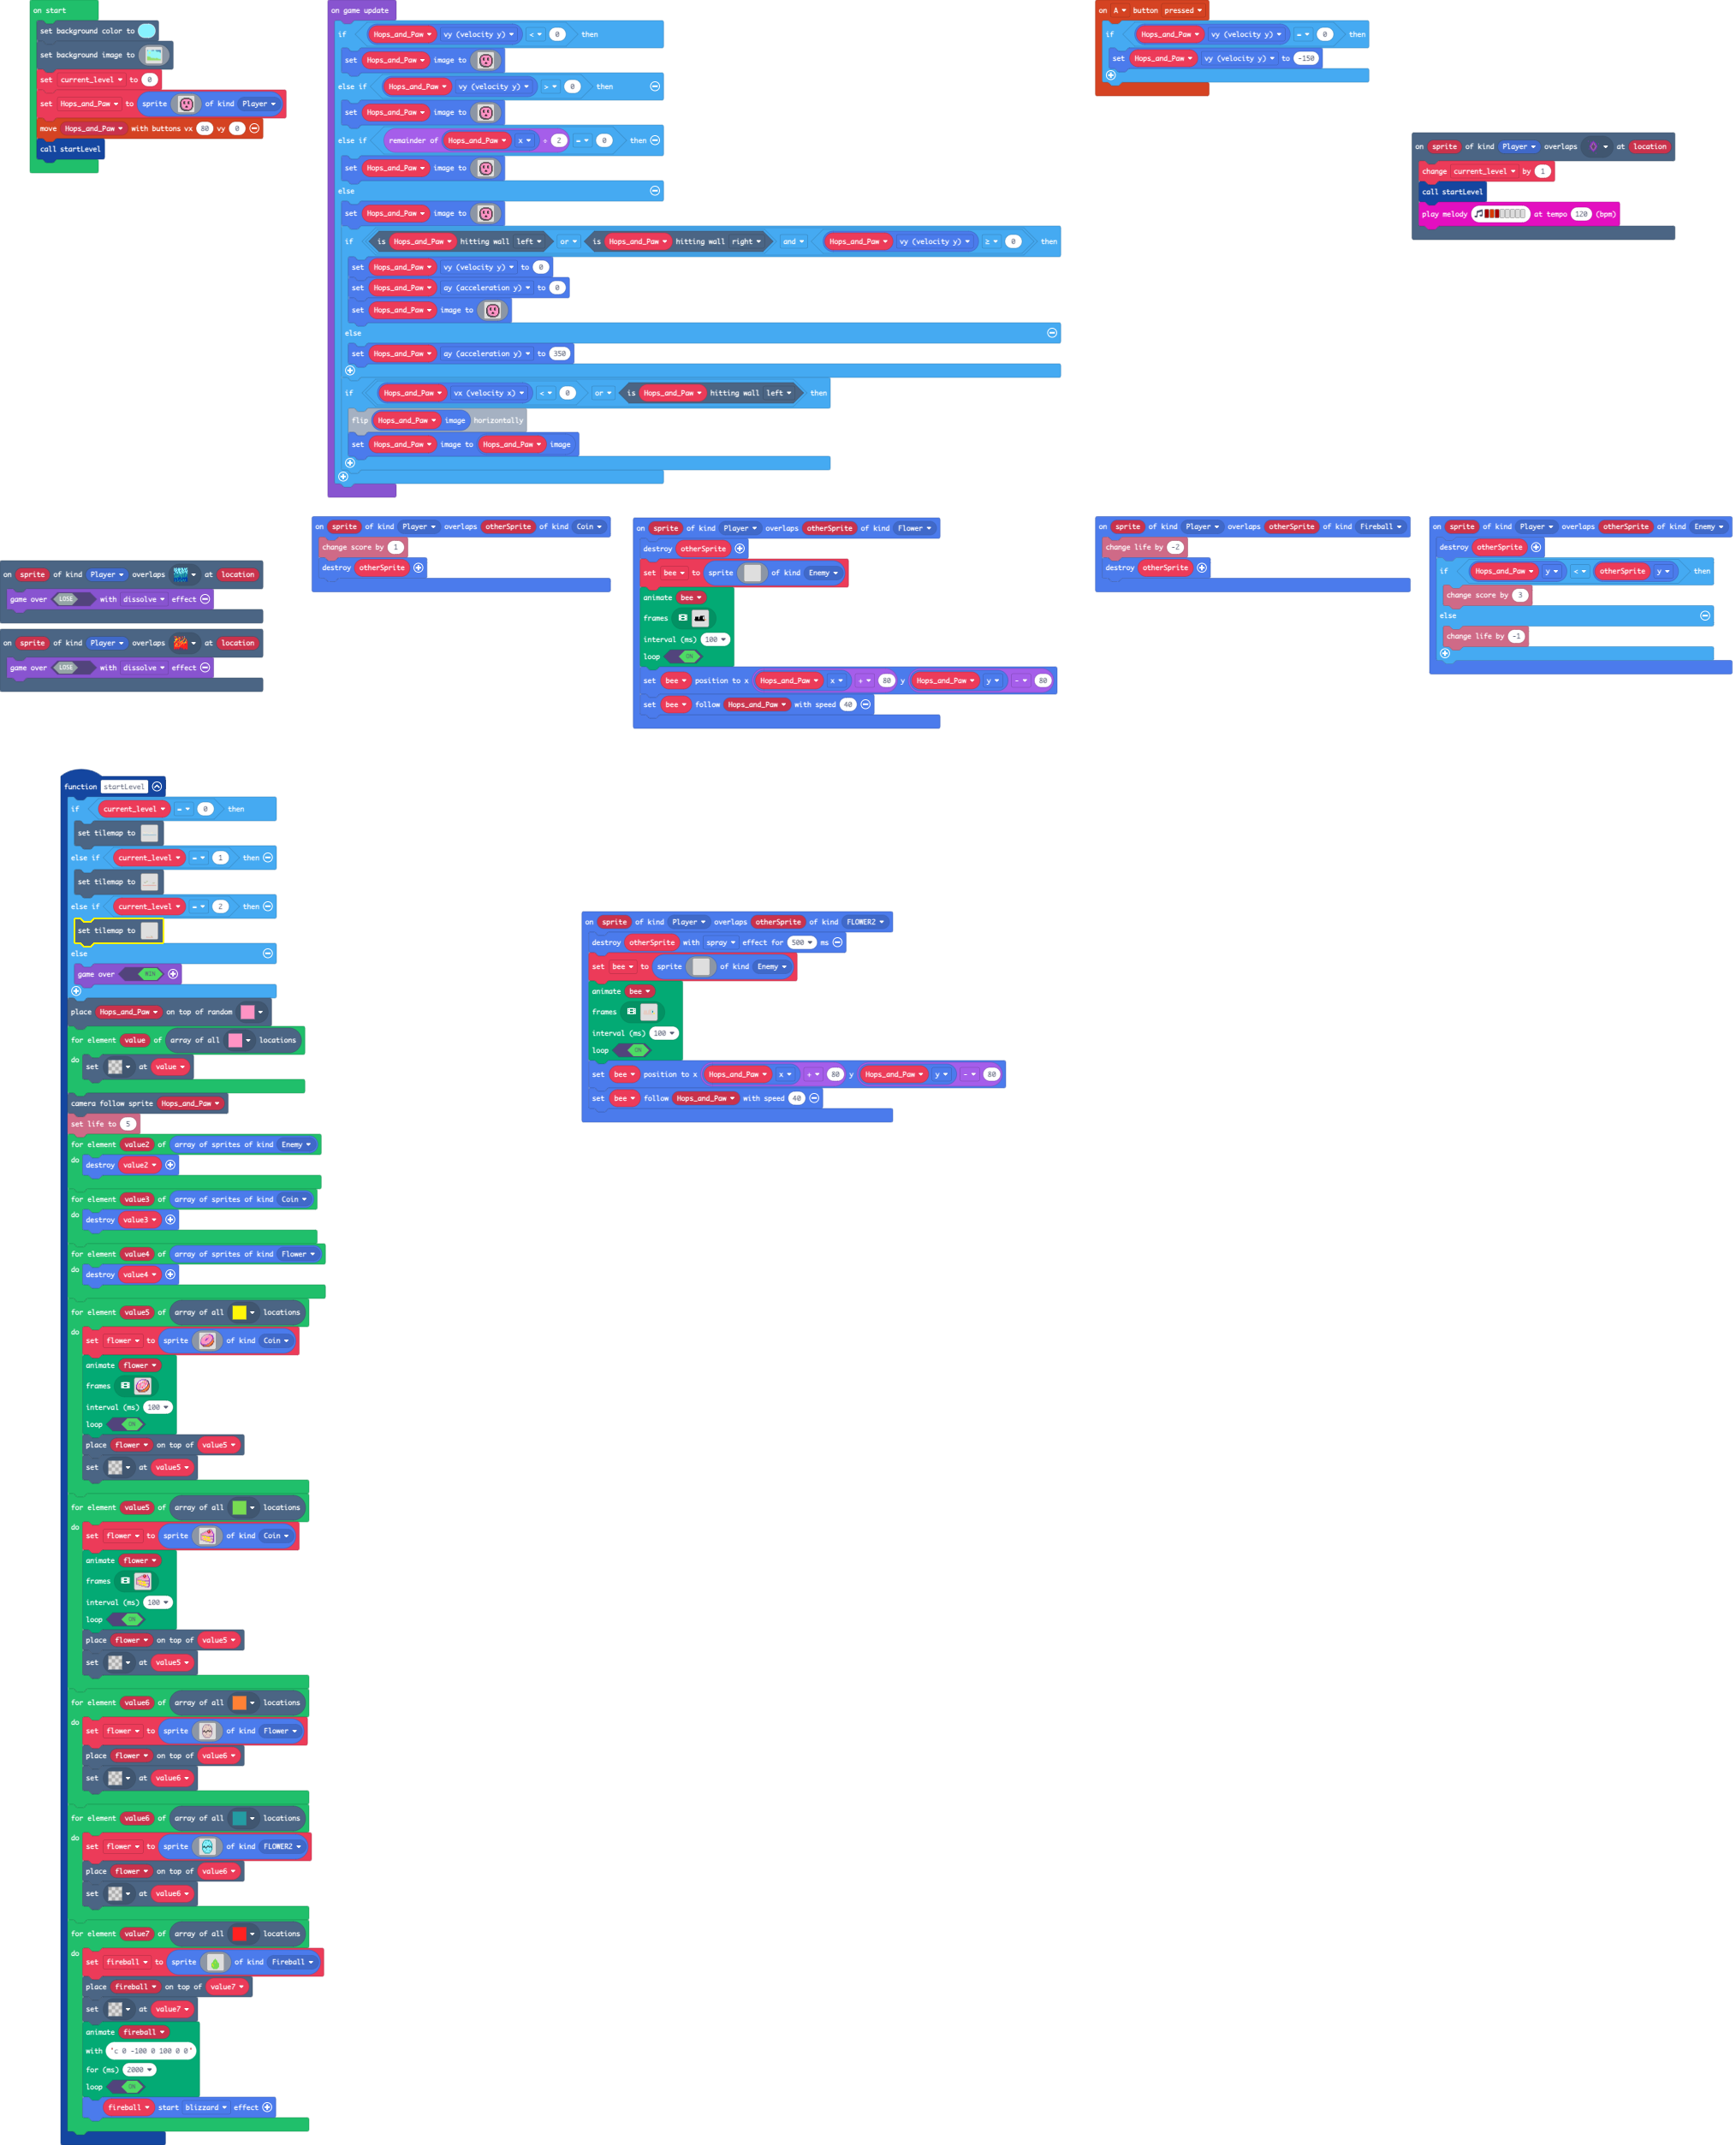 on start
set background color to
set background image to
set current_level to 0
set Hops_and_Paw to sprite of kind Player
move Hops_and_Paw with buttons vx 80 vy 0
call startLevel
on game update
if Hops_and_Paw vy (velocity y) < 0 then
set Hops_and_Paw image to
else if Hops_and_Paw vy (velocity y) > 0 then
set Hops_and_Paw image to
else if remainder of Hops_and_Paw x ÷ 2 = 0 then
set Hops_and_Paw image to
else
set Hops_and_Paw image to
if is Hops_and_Paw hitting wall left or is Hops_and_Paw hitting wall right and Hops_and_Paw vy (velocity y) ≥ 0 then
set Hops_and_Paw vy (velocity y) to 0
set Hops_and_Paw ay (acceleration y) to 0
set Hops_and_Paw image to
else
set Hops_and_Paw ay (acceleration y) to 350
if Hops_and_Paw vx (velocity x) < 0 or is Hops_and_Paw hitting wall left then
flip Hops_and_Paw image horizontally
set Hops_and_Paw image to Hops_and_Paw image
on A button pressed
if Hops_and_Paw vy (velocity y) = 0 then
set Hops_and_Paw vy (velocity y) to -150
on sprite of kind Player overlaps at location
change current_level by 1
call startLevel
play melody at tempo 120 (bpm)
on sprite of kind Player overlaps at location
game over LOSE with dissolve effect
on sprite of kind Player overlaps at location
game over LOSE with dissolve effect
on sprite of kind Player overlaps otherSprite of kind Coin
change score by 1
destroy otherSprite
on sprite of kind Player overlaps otherSprite of kind Flower
destroy otherSprite
set bee to sprite of kind Enemy
animate bee
frames
interval (ms) 100
loop ON
set bee position to x Hops_and_Paw x + 80 y Hops_and_Paw y - 80
set bee follow Hops_and_Paw with speed 40
on sprite of kind Player overlaps otherSprite of kind Fireball
change life by -2
destroy otherSprite
on sprite of kind Player overlaps otherSprite of kind Enemy
destroy otherSprite
if Hops_and_Paw y < otherSprite y then
change score by 3
else
change life by -1
function startLevel
if current_level = 0 then
set tilemap to
else if current_level = 1 then
set tilemap to
else if current_level = 2 then
set tilemap to
else
game over WIN
place Hops_and_Paw on top of random
for element value of array of all locations
do set at value
camera follow sprite Hops_and_Paw
set life to 5
for element value2 of array of sprites of kind Enemy
do destroy value2
for element value3 of array of sprites of kind Coin
do destroy value3
for element value4 of array of sprites of kind Flower
do destroy value4
for element value5 of array of all locations
do set flower to sprite of kind Coin
animate flower
frames
interval (ms) 100
loop ON
place flower on top of value5
set at value5
for element value5 of array of all locations
do set flower to sprite of kind Coin
animate flower
frames
interval (ms) 100
loop ON
place flower on top of value5
set at value5
for element value6 of array of all locations
do set flower to sprite of kind Flower
place flower on top of value6
set at value6
for element value6 of array of all locations
do set flower to sprite of kind FLOWER2
place flower on top of value6
set at value6
for element value7 of array of all locations
do set fireball to sprite of kind Fireball
place fireball on top of value7
set at value7
animate fireball
with "c 0 -100 0 100 0 0"
for (ms) 2000
loop ON
fireball start blizzard effect
on sprite of kind Player overlaps otherSprite of kind FLOWER2
destroy otherSprite with spray effect for 500 ms
set bee to sprite of kind Enemy
animate bee
frames
interval (ms) 100
loop ON
set bee position to x Hops_and_Paw x + 80 y Hops_and_Paw y - 80
set bee follow Hops_and_Paw with speed 40